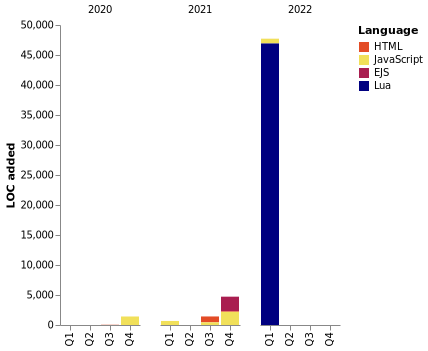 2020 2021 2022
Language
HTML
JavaScript
EJS
Lua
LOC added
50,000
45,000
40,000
35,000
30,000
25,000
20,000
15,000
10,000
5,000
0
Q1 Q2 Q3 Q4 Q1 Q2 Q3 Q4 Q1 Q2 Q3 Q4